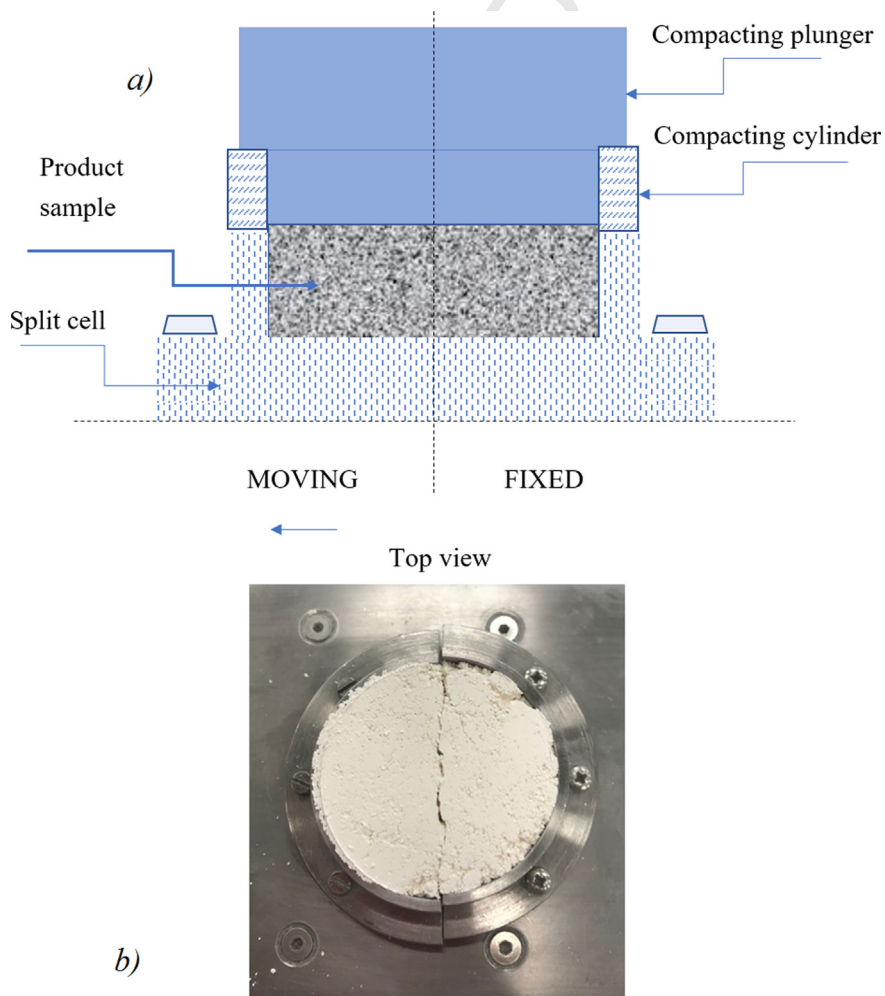 a)
Compacting plunger
Compacting cylinder
Product
sample
Split cell
MOVING
FIXED
Top view
b)